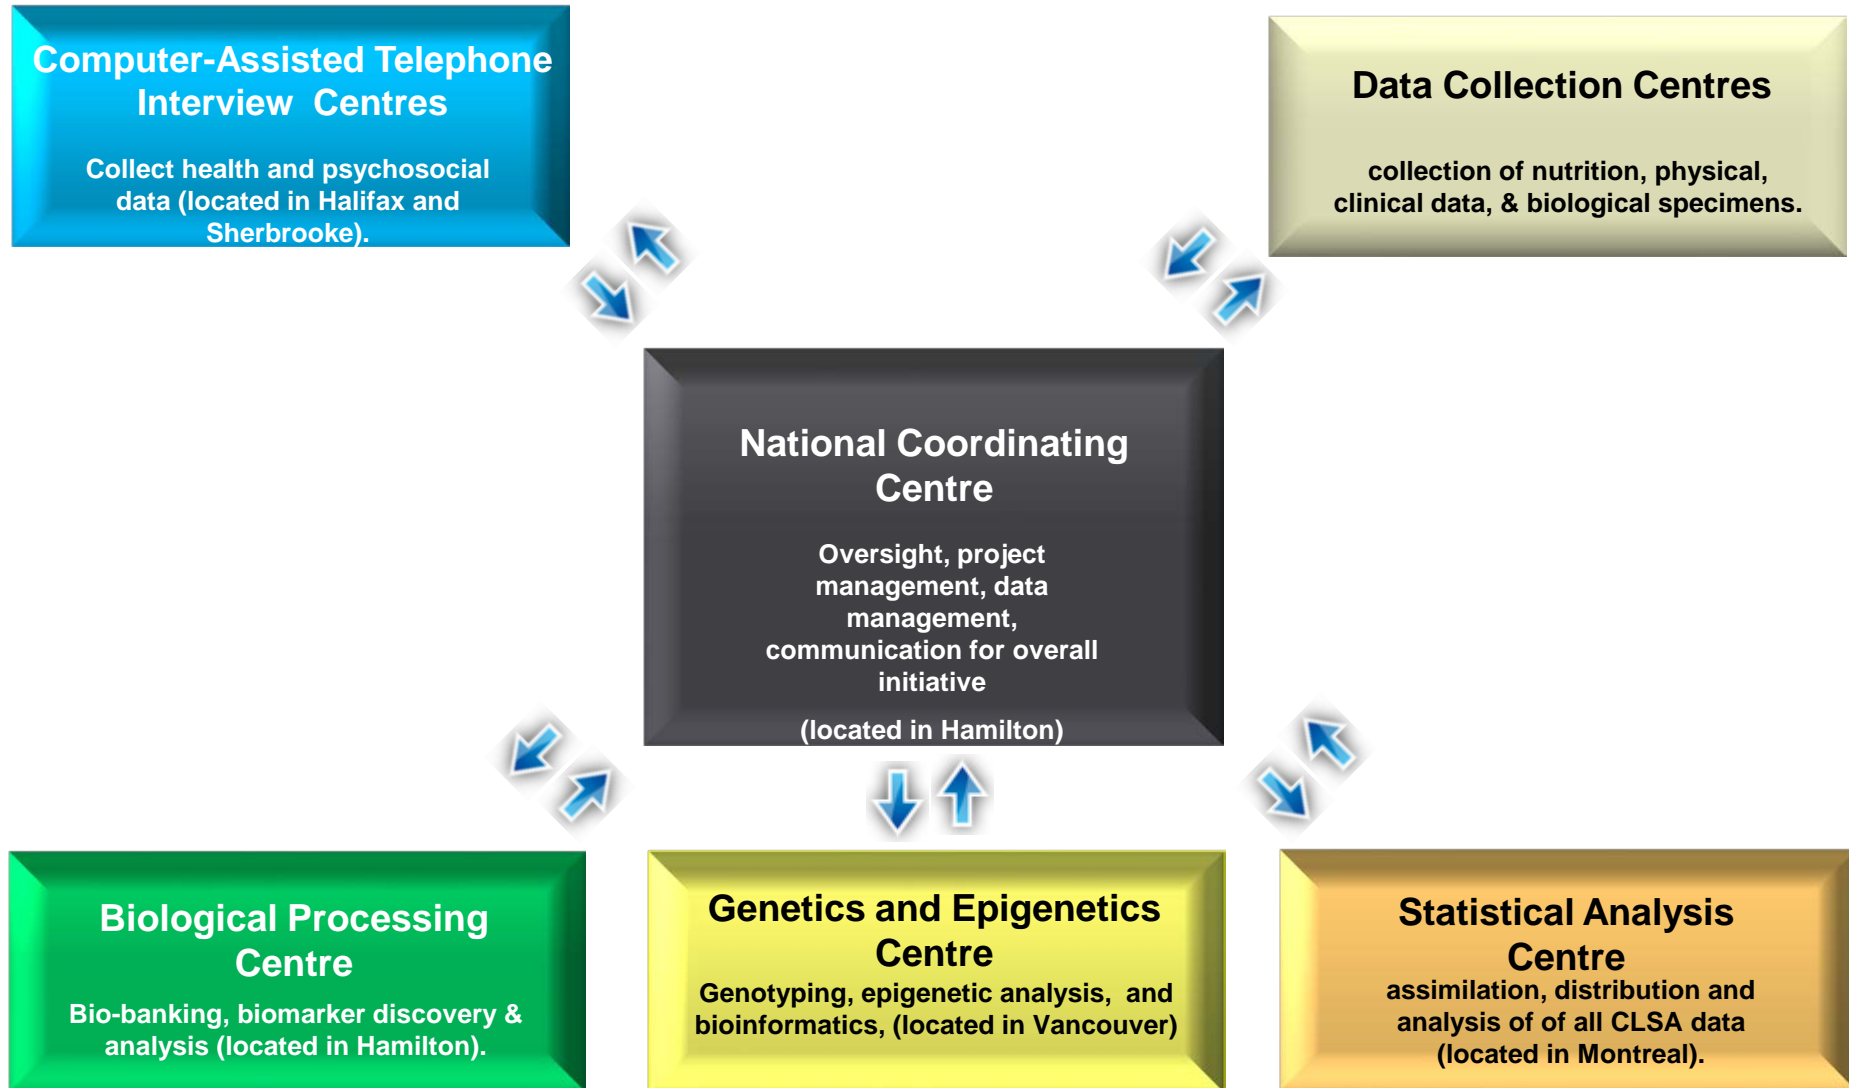 Computer-Assisted Telephone
Interview Centres
Collect health and psychosocial
data (located in Halifax and
Sherbrooke).
Data Collection Centres
collection of nutrition, physical,
clinical data, & biological specimens.
National Coordinating
Centre
Oversight, project
management, data
management,
communication for overall
initiative
(located in Hamilton)
Biological Processing
Centre
Bio-banking, biomarker discovery &
analysis (located in Hamilton).
Genetics and Epigenetics
Centre
Genotyping, epigenetic analysis, and
bioinformatics, (located in Vancouver)
Statistical Analysis
Centre
assimilation, distribution and
analysis of of all CLSA data
(located in Montreal).